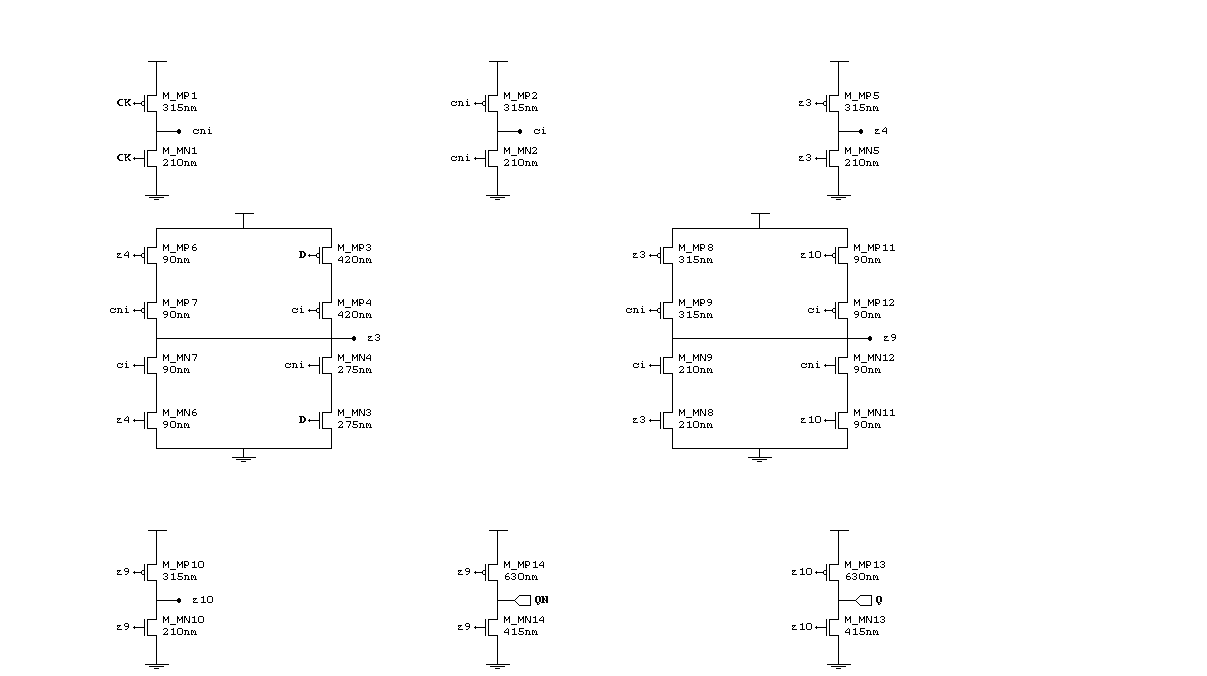 CK M_MP1
315nm
cni
CK M_MN1
210nm
cni M_MP2
315nm
ci
cni M_MN2
210nm
z3 M_MP5
315nm
z4
z3 M_MN5
210nm
z4 M_MP6
90nm
cni M_MP7
90nm
ci M_MN7
90nm
z4 M_MN6
90nm
D M_MP3
420nm
ci M_MP4
420nm
z3
cni M_MN4
275nm
D M_MN3
275nm
z3 M_MP8
315nm
cni M_MP9
315nm
ci M_MN9
210nm
z3 M_MN8
210nm
z10 M_MP11
90nm
ci M_MP12
90nm
z9
cni M_MN12
90nm
z10 M_MN11
90nm
z9 M_MP10
315nm
z10
z9 M_MN10
210nm
z9 M_MP14
630nm
QN
z9 M_MN14
415nm
z10 M_MP13
630nm
Q
z10 M_MN13
415nm